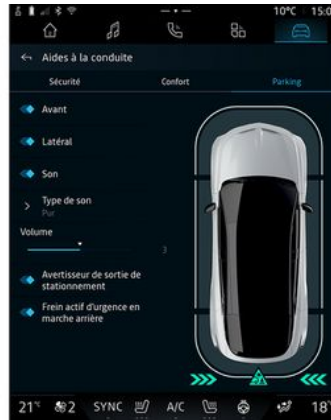 10°C 15:0
Aides à la conduite
Sécurité Confort Parking
Avant
Latéral
Son
Type de son
Pur
Volume
3
Avertisseur de sortie de
stationnement
Frein actif d'urgence en
marche arrière
21°C 2 SYNC A/C 18°